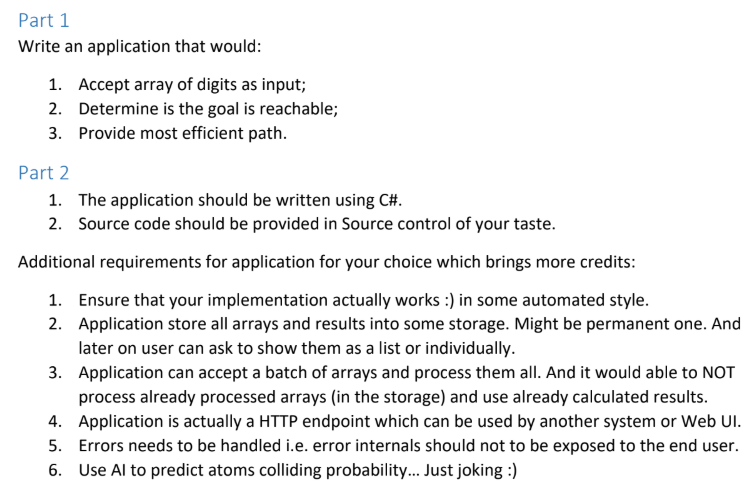 Part 1
Write an application that would:
1. Accept array of digits as input;
2. Determine is the goal is reachable;
3. Provide most efficient path.
Part 2
1. The application should be written using C#.
2. Source code should be provided in Source control of your taste.
Additional requirements for application for your choice which brings more credits:
1. Ensure that your implementation actually works :) in some automated style.
2. Application store all arrays and results into some storage. Might be permanent one. And
later on user can ask to show them as a list or individually.
3. Application can accept a batch of arrays and process them all. And it would able to NOT
process already processed arrays (in the storage) and use already calculated results.
4. Application is actually a HTTP endpoint which can be used by another system or Web UI.
5. Errors needs to be handled i.e. error internals should not to be exposed to the end user.
6. Use AI to predict atoms colliding probability... Just joking :)